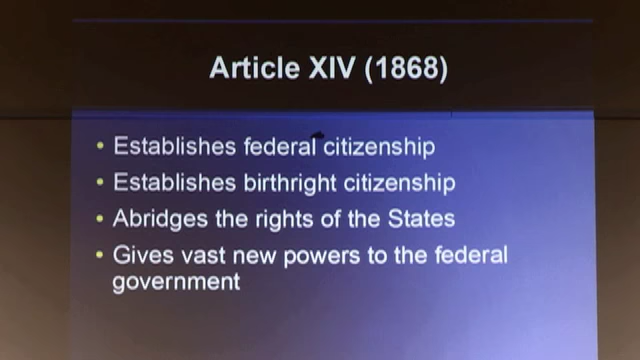 Article XIV (1868)
• Establishes federal citizenship
• Establishes birthright citizenship
• Abridges the rights of the States
• Gives vast new powers to the federal
government